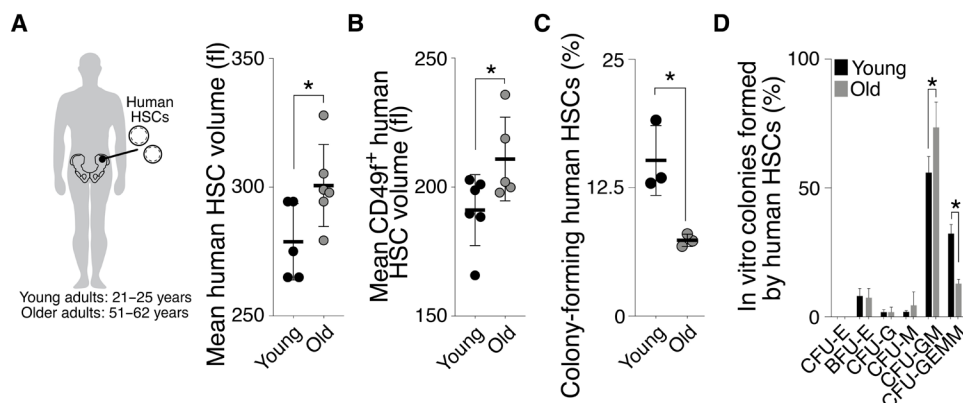 A
Human
HSCs
Young adults: 21–25 years
Older adults: 51–62 years
Mean human HSC volume (fl)
350
300
250
*
Young
Old
B
Mean CD49f+ human
HSC volume (fl)
250
200
150
*
Young
Old
C
Colony-forming human HSCs (%)
25
12.5
0
*
Young
Old
D
In vitro colonies formed
by human HSCs (%)
100
50
0
Young
Old
*
*
CFU-E
BFU-E
CFU-G
CFU-M
CFU-GM
CFU-GEMM